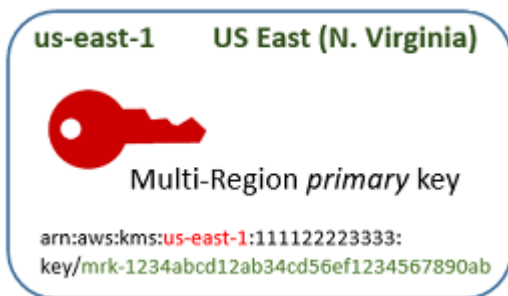 us-east-1 US East (N. Virginia)
Multi-Region primary key
arn:aws:kms:us-east-1:111122223333:
key/mrk-1234abcd12ab34cd56ef1234567890ab